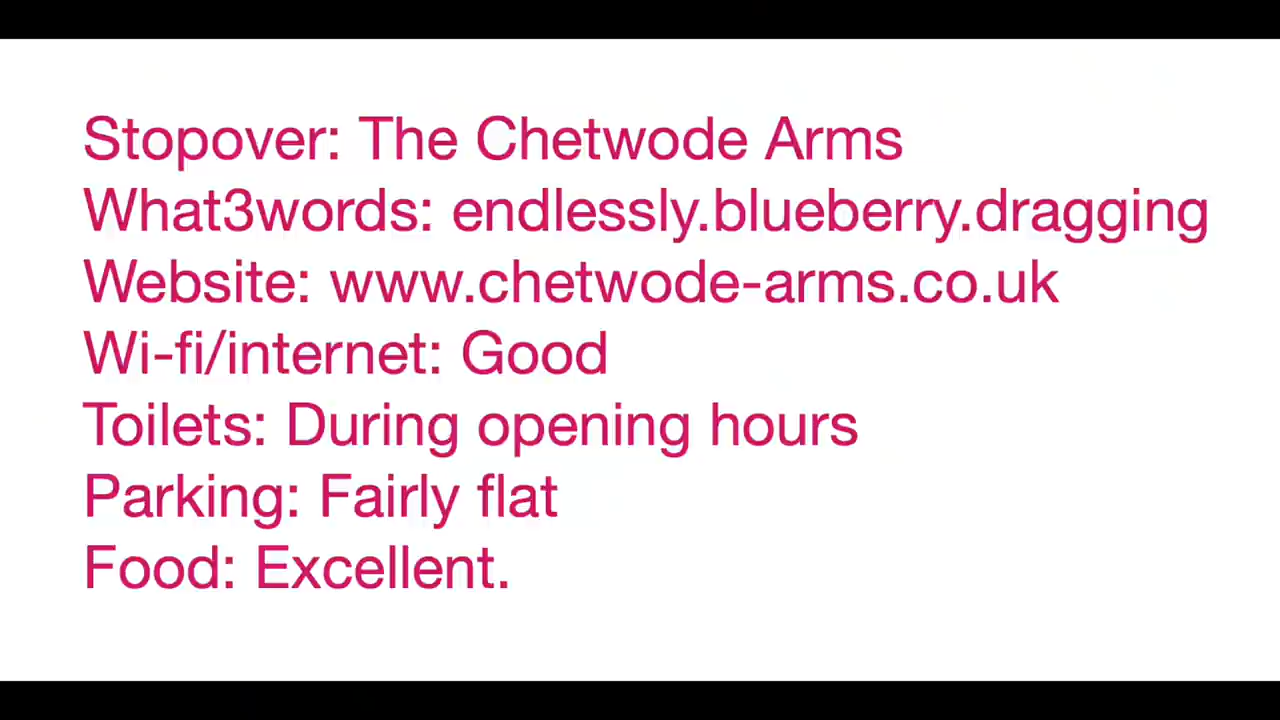 Stopover: The Chetwode Arms
What3words: endlessly.blueberry.dragging
Website: www.chetwode-arms.co.uk
Wi-fi/internet: Good
Toilets: During opening hours
Parking: Fairly flat
Food: Excellent.